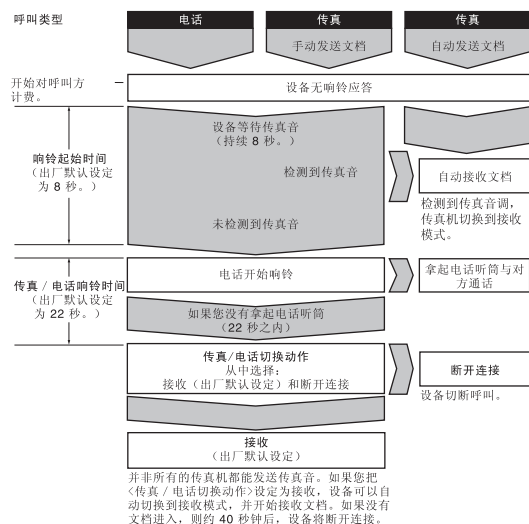 呼叫类型
电话
传真
传真
手动发送文档
自动发送文档
开始对呼叫方
计费。
设备无响铃应答
设备等待传真音
（持续 8 秒。）
响铃起始时间
（出厂默认设定
为 8 秒。）
检测到传真音
自动接收文档
检测到传真音调，
传真机切换到接收
模式。
未检测到传真音
传真 / 电话响铃时间
（出厂默认设定
为 22 秒。）
电话开始响铃
拿起电话听筒与对
方通话
如果您没有拿起电话听筒
（22 秒之内）
传真/电话切换动作
从中选择：
接收（出厂默认设定）和断开连接
断开连接
设备切断呼叫。
接收
（出厂默认设定）
并非所有的传真机都能发送传真音。如果您把
<传真 / 电话切换动作>设定为接收，设备可以自
动切换到接收模式，并开始接收文档。如果没有
文档进入，则约 40 秒钟后，设备将断开连接。